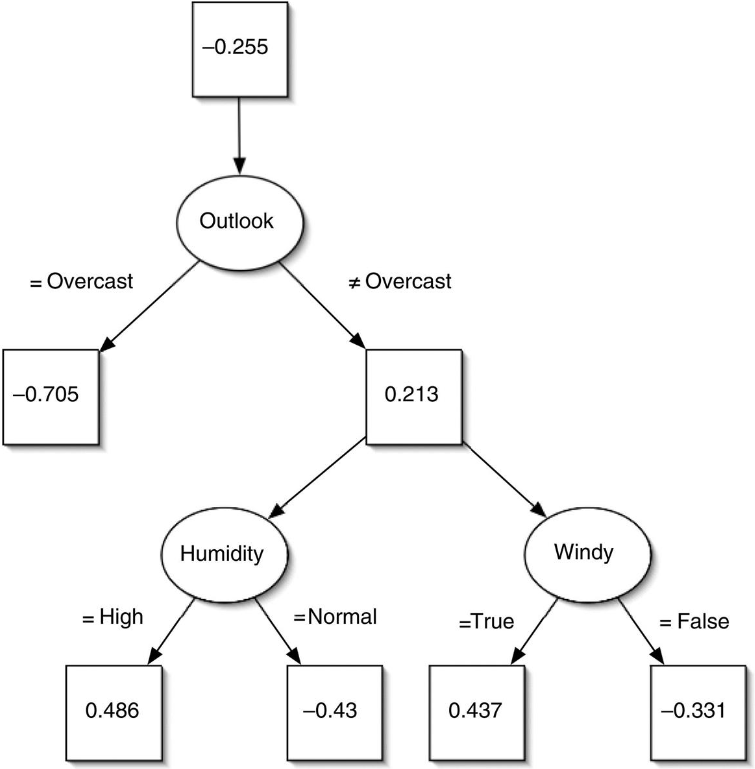 −0.255
Outlook
= Overcast
≠ Overcast
−0.705
0.213
Humidity
Windy
= High
=Normal
=True
= False
0.486
−0.43
0.437
−0.331